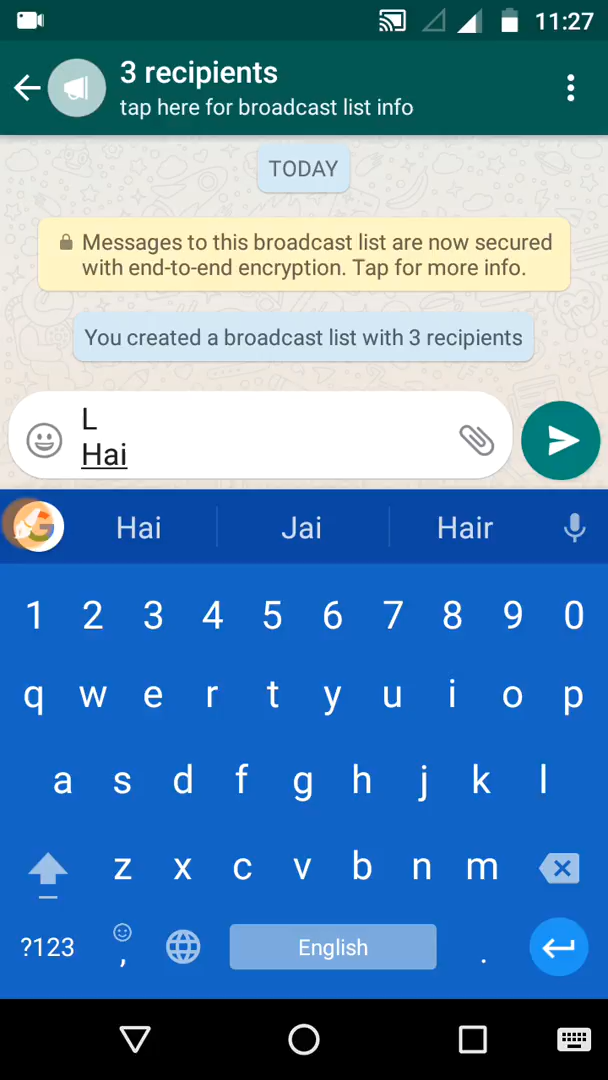 11:27
3 recipients
tap here for broadcast list info
TODAY
Messages to this broadcast list are now secured
with end-to-end encryption. Tap for more info.
You created a broadcast list with 3 recipients
L
Hai
Hai Jai Hair
1 2 3 4 5 6 7 8 9 0
q w e r t y u i o p
a s d f g h j k l
z x c v b n m
?123 , English .